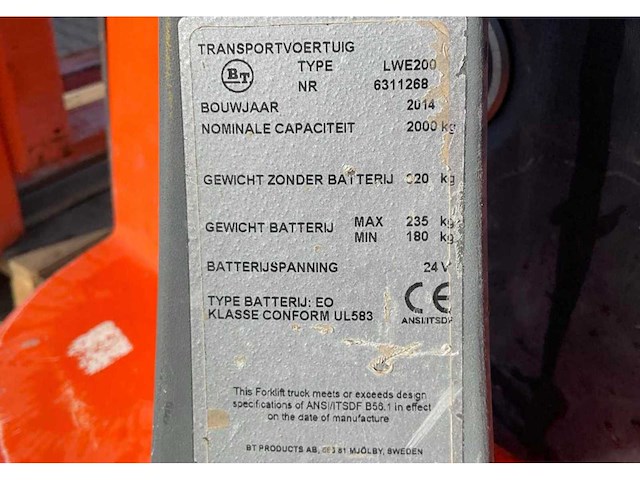 TRANSPORTVOERTUIG
BT
TYPE LWE200
NR 6311268
BOUWJAAR 2014
NOMINALE CAPACITEIT 2000 kg
GEWICHT ZONDER BATTERIJ kg
GEWICHT BATTERIJ MAX 235 kg
MIN 180 kg
BATTERIJSPANNING 24 V
TYPE BATTERIJ: EO
KLASSE CONFORM UL583
CE
ANSI/ITSDF
This Forklift truck meets or exceeds design
specifications of ANSI/ITSDF B56.1 in effect
on the date of manufacture
BT PRODUCTS AB, 81 MJÖLBY, SWEDEN